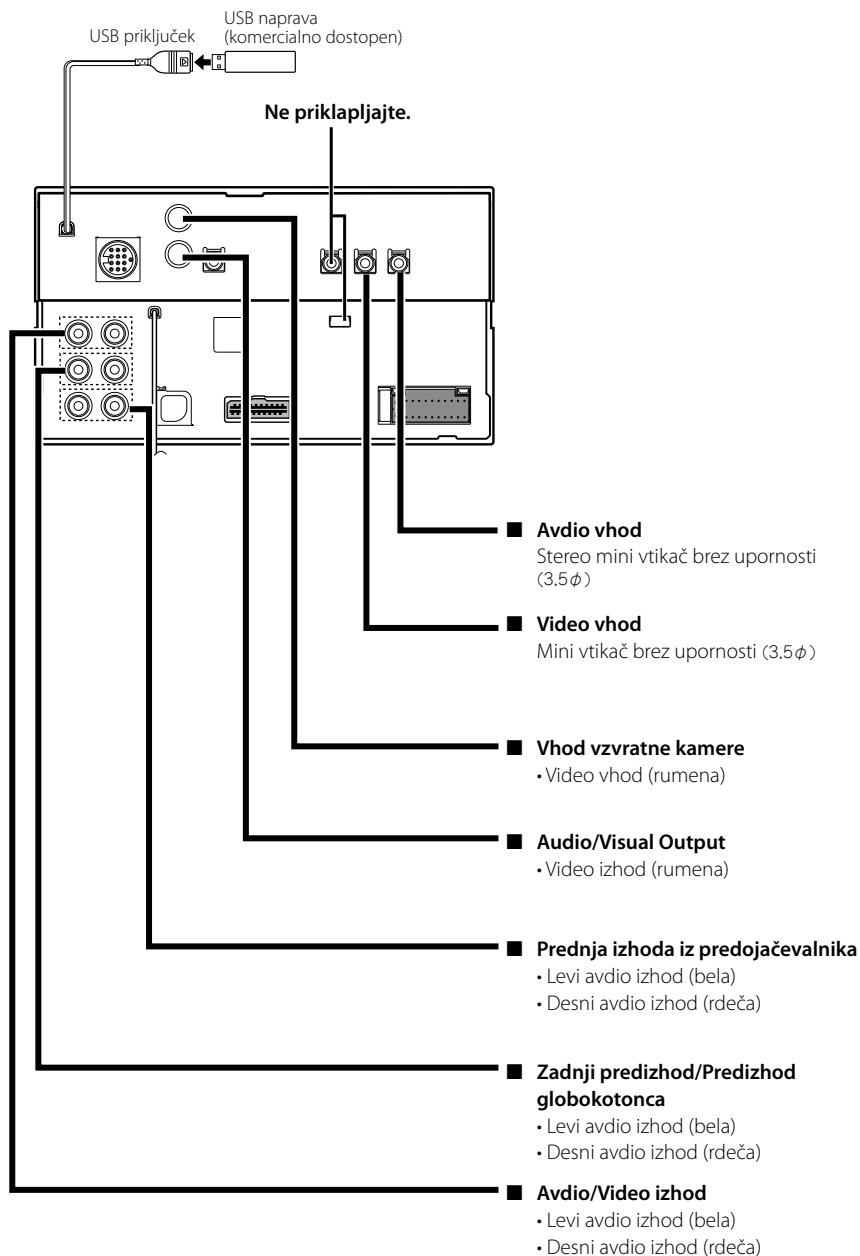 USB naprava
USB priključek
(komercialno dostopen)
Ne priklapljajte.
■ Avdio vhod
Stereo mini vtikač brez upornosti
(3,5φ)
■ Video vhod
Mini vtikač brez upornosti (3,5φ)
■ Vhod vzvratne kamere
• Video vhod (rumena)
■ Audio/Visual Output
• Video izhod (rumena)
■ Prednja izhoda iz predojačevalnika
• Levi avdio izhod (bela)
• Desni avdio izhod (rdeča)
■ Zadnji predizhod/Predizhod
globokotonca
• Levi avdio izhod (bela)
• Desni avdio izhod (rdeča)
■ Avdio/Video izhod
• Levi avdio izhod (bela)
• Desni avdio izhod (rdeča)